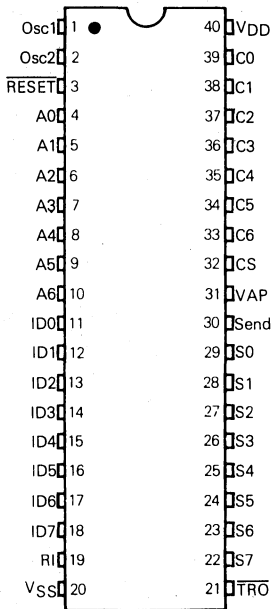 Osc1 1 40 VDD
Osc2 2 39 C0
RESET 3 38 C1
A0 4 37 C2
A1 5 36 C3
A2 6 35 C4
A3 7 34 C5
A4 8 33 C6
A5 9 32 CS
A6 10 31 VAP
ID0 11 30 Send
ID1 12 29 S0
ID2 13 28 S1
ID3 14 27 S2
ID4 15 26 S3
ID5 16 25 S4
ID6 17 24 S5
ID7 18 23 S6
RI 19 22 S7
VSS 20 21 TRO